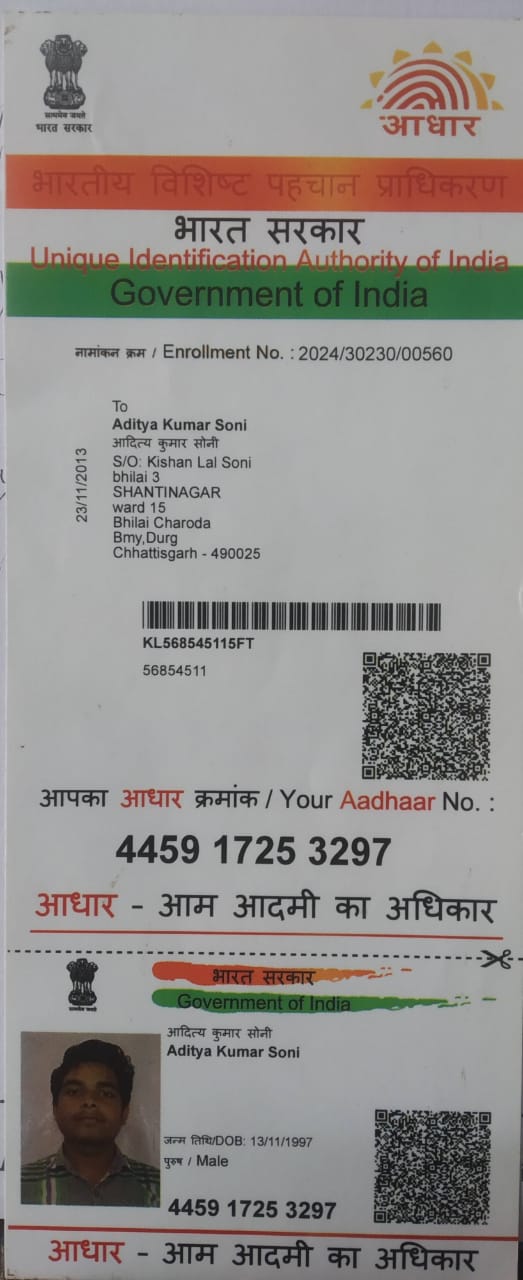 सत्यमेव जयते
भारत सरकार
आधार
भारतीय विशिष्ट पहचान प्राधिकरण
भारत सरकार
Unique Identification Authority of India
Government of India
नामांकन क्रम / Enrollment No. : 2024/30230/00560
23/11/2013
To
Aditya Kumar Soni
आदित्य कुमार सोनी
S/O: Kishan Lal Soni
bhilai 3
SHANTINAGAR
ward 15
Bhilai Charoda
Bmy,Durg
Chhattisgarh - 490025
KL568545115FT
56854511
आपका आधार क्रमांक / Your Aadhaar No. :
4459 1725 3297
आधार - आम आदमी का अधिकार
भारत सरकार
Government of India
आदित्य कुमार सोनी
Aditya Kumar Soni
जन्म तिथि/DOB: 13/11/1997
पुरुष / Male
4459 1725 3297
आधार - आम आदमी का अधिकार